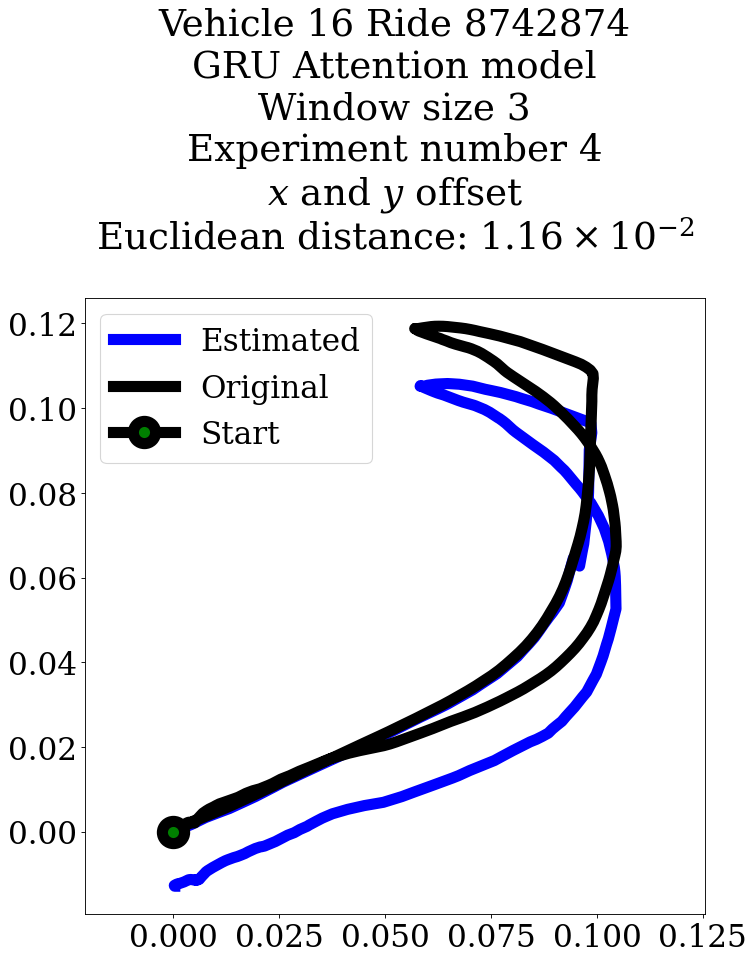 Vehicle 16 Ride 8742874
GRU Attention model
Window size 3
Experiment number 4
x and y offset
Euclidean distance: 1.16 × 10⁻²
Estimated
Original
Start
0.12
0.10
0.08
0.06
0.04
0.02
0.00
0.000 0.025 0.050 0.075 0.100 0.125